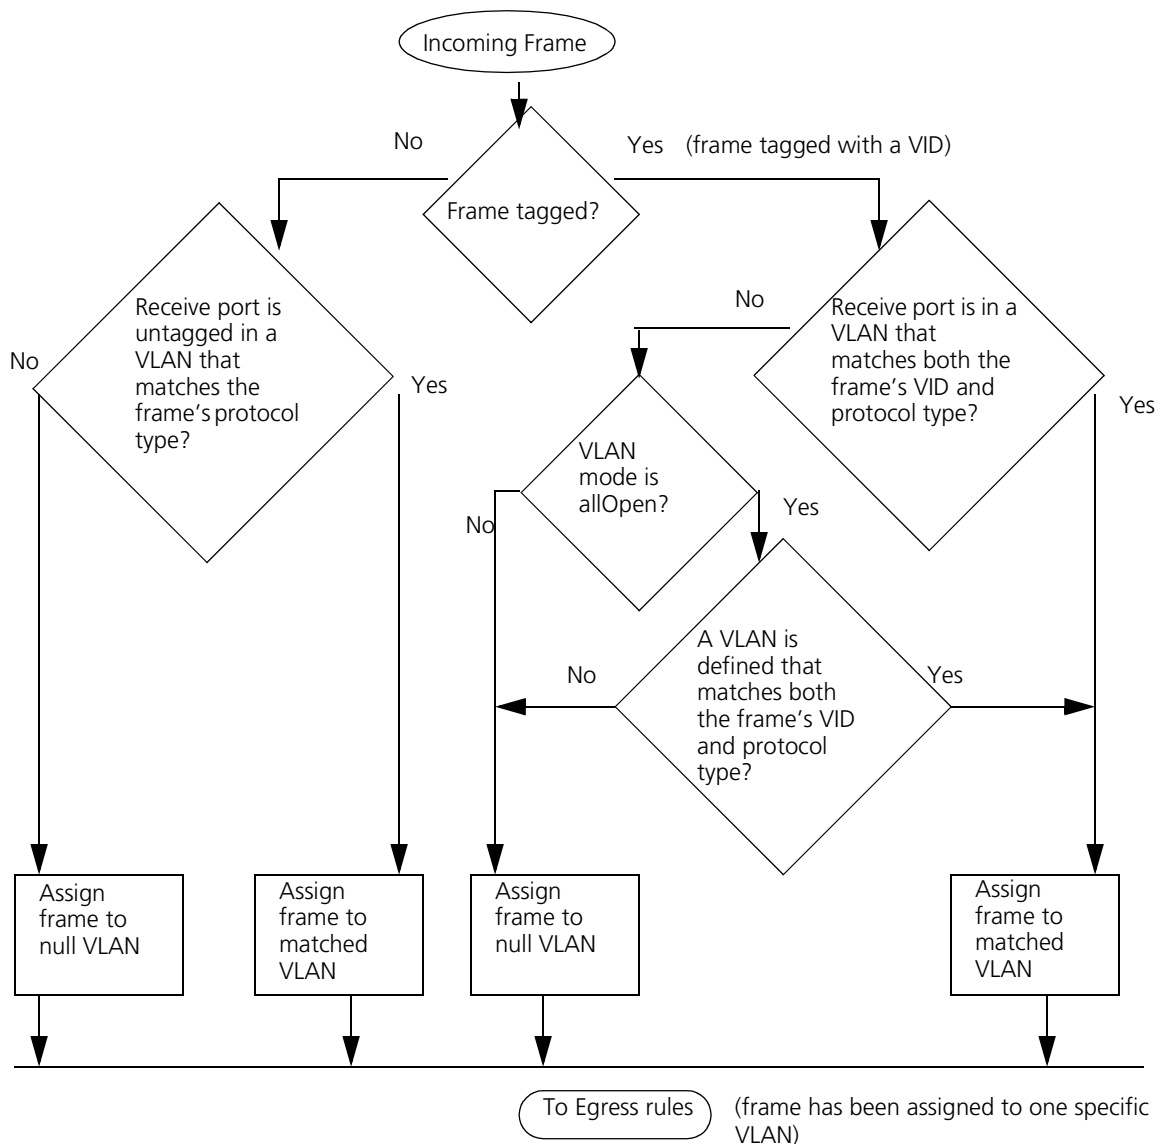 Incoming Frame
No
Yes (frame tagged with a VID)
Frame tagged?
Receive port is
untagged in a
VLAN that
matches the
frame's protocol
type?
No
Yes
No
Receive port is in a
VLAN that
matches both the
frame's VID and
protocol type?
Yes
VLAN
mode is
allOpen?
No
Yes
A VLAN is
defined that
matches both
the frame's VID
and protocol
type?
No
Yes
Assign
frame to
null VLAN
Assign
frame to
matched
VLAN
Assign
frame to
null VLAN
Assign
frame to
matched
VLAN
To Egress rules
(frame has been assigned to one specific
VLAN)